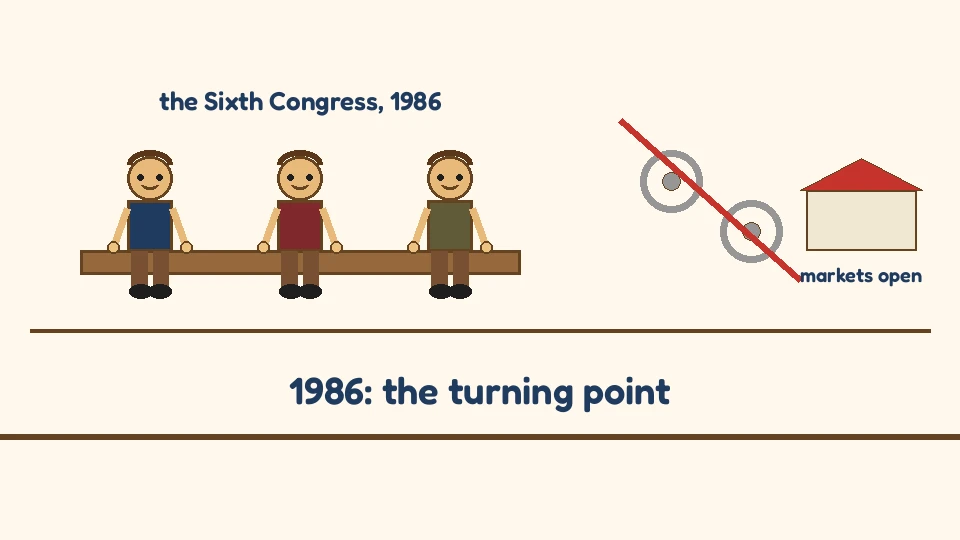 the Sixth Congress, 1986
markets open
1986: the turning point